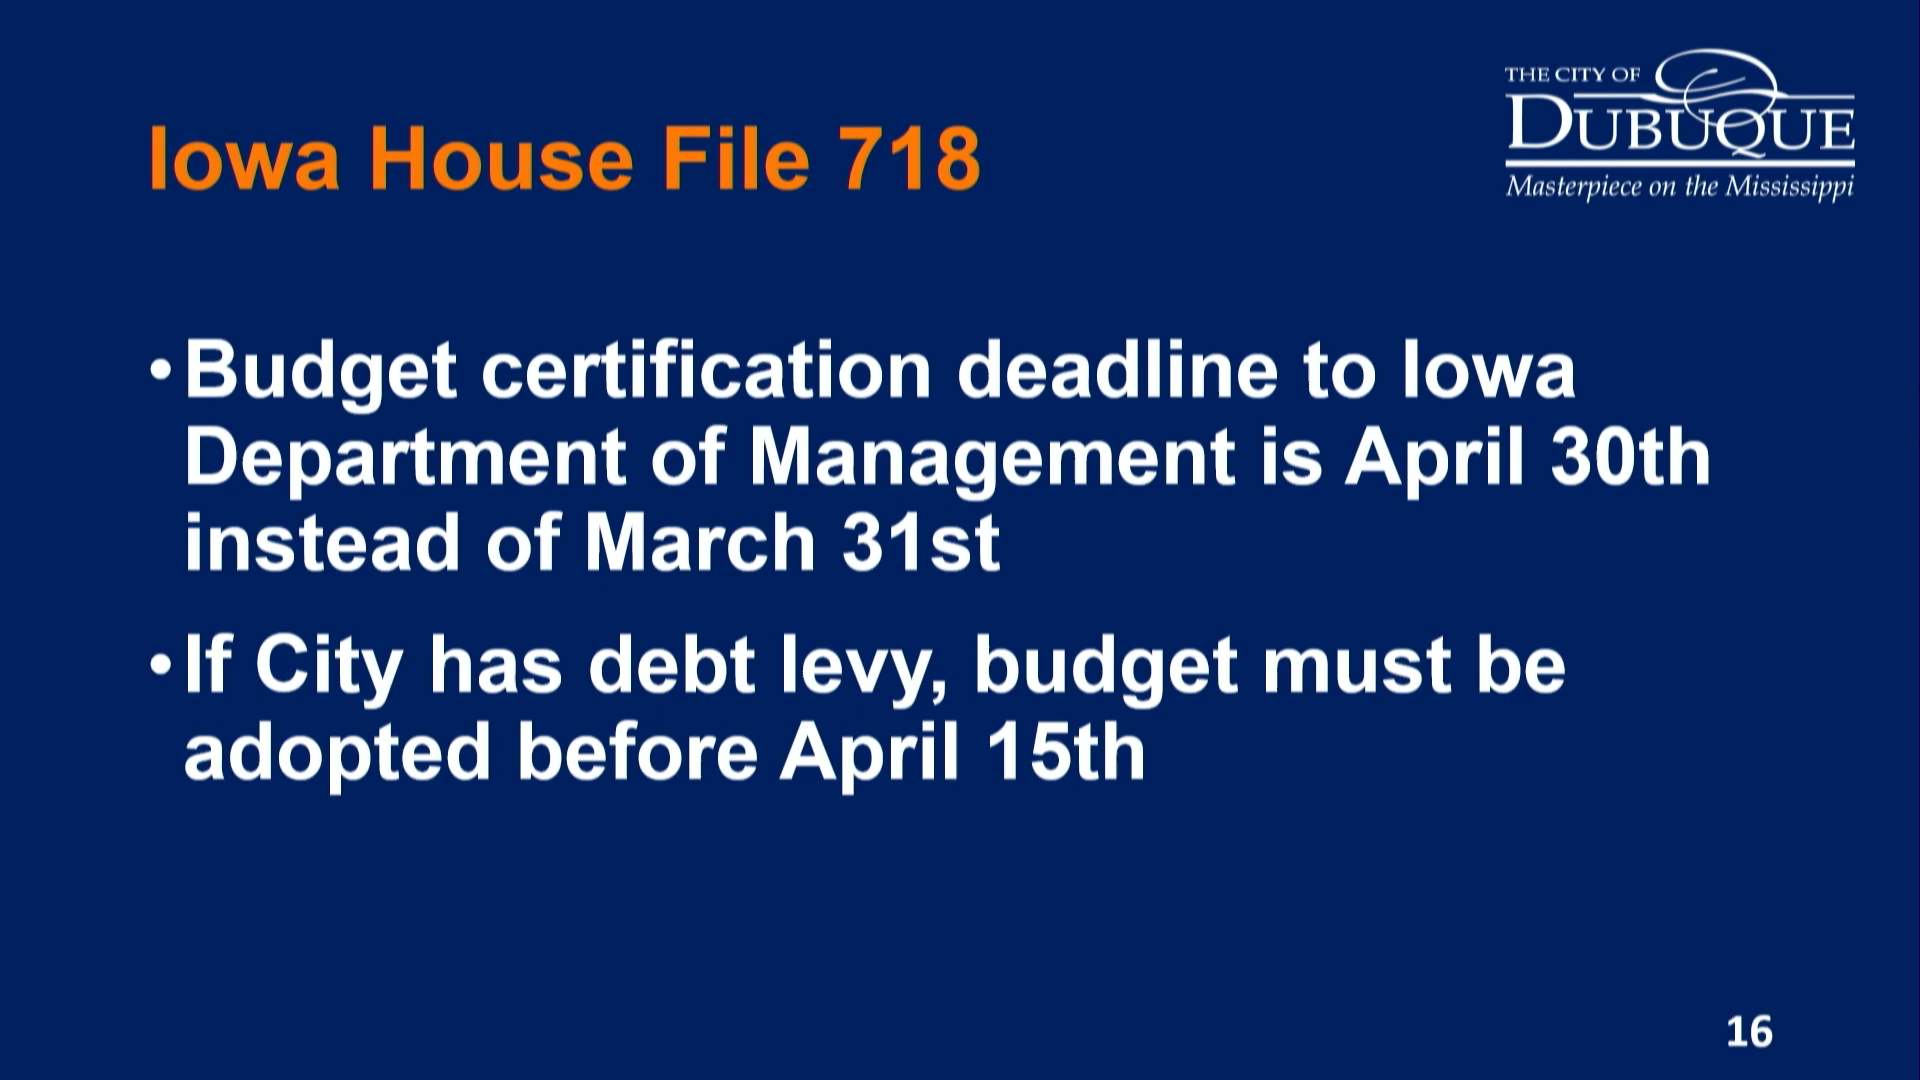 THE CITY OF
DUBUQUE
Masterpiece on the Mississippi
Iowa House File 718
•Budget certification deadline to Iowa
Department of Management is April 30th
instead of March 31st
•If City has debt levy, budget must be
adopted before April 15th
16